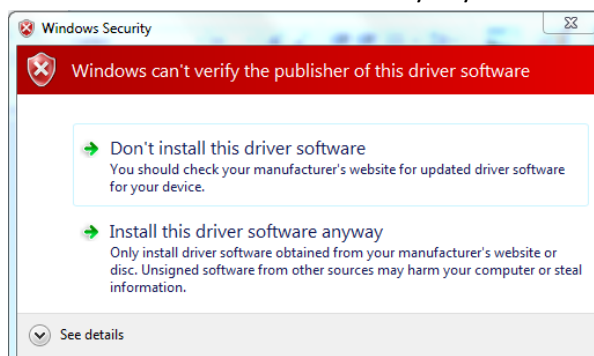 Windows Security
Windows can't verify the publisher of this driver software
Don't install this driver software
You should check your manufacturer's website for updated driver software
for your device.
Install this driver software anyway
Only install driver software obtained from your manufacturer's website or
disc. Unsigned software from other sources may harm your computer or steal
information.
See details